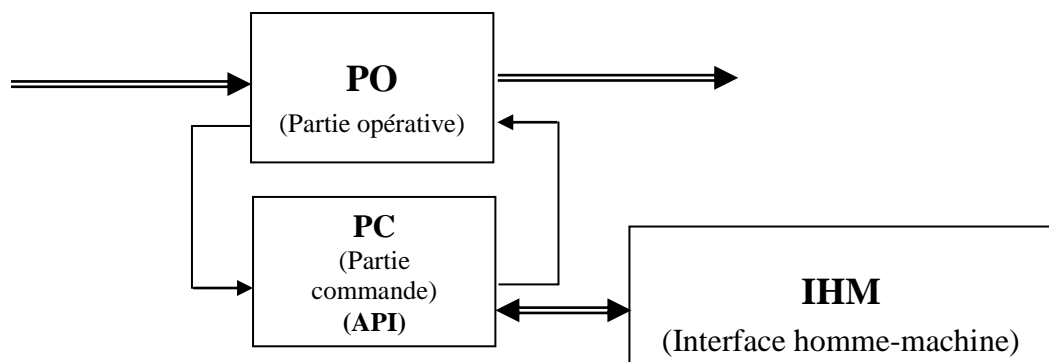 PO
(Partie opérative)
PC
(Partie
commande)
(API)
IHM
(Interface homme-machine)